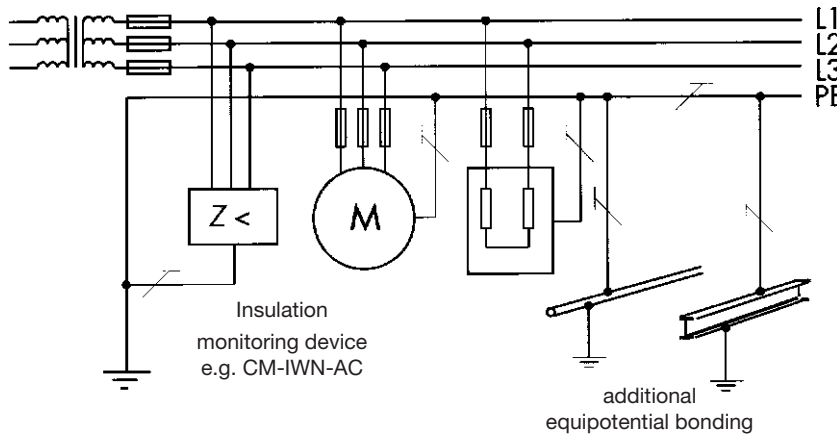 L1
L2
L3
PE
Z <
M
Insulation
monitoring device
e.g. CM-IWN-AC
additional
equipotential bonding